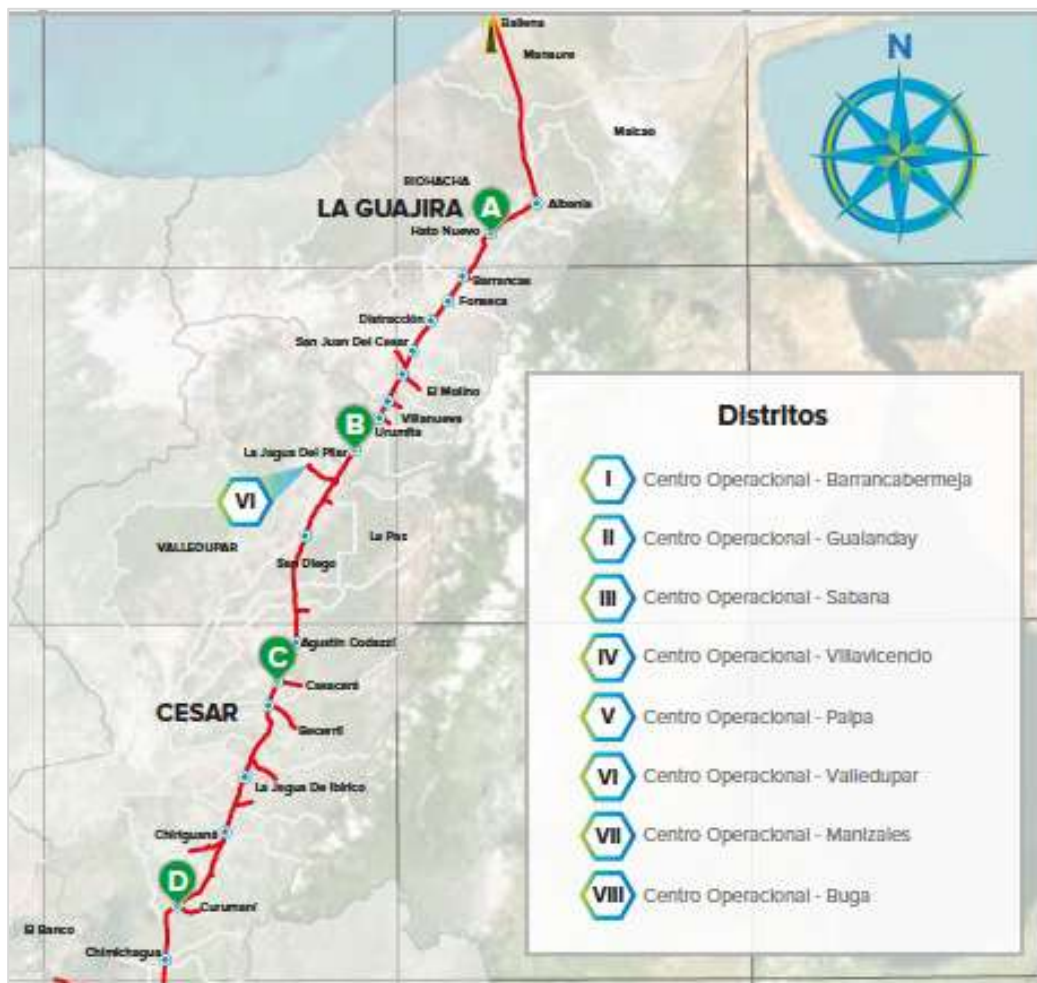 Ballena
Manaure
N
Maicao
RIOHACHA
LA GUAJIRA
A
Albania
Hato Nuevo
Barrancas
Fonseca
Distracción
San Juan Del Cesar
El Molino
Villanueva
B
Urumita
La Jagua Del Pilar
VI
VALLEDUPAR
La Paz
San Diego
Agustín Codazzi
C
Casacará
CESAR
Becerril
La Jagua De Ibírico
Chiriguaná
D
Curumaní
El Banco
Chimichagua
Distritos
I Centro Operacional - Barrancabermeja
II Centro Operacional - Gualanday
III Centro Operacional - Sabana
IV Centro Operacional - Villavicencio
V Centro Operacional - Paipa
VI Centro Operacional - Valledupar
VII Centro Operacional - Manizales
VIII Centro Operacional - Buga